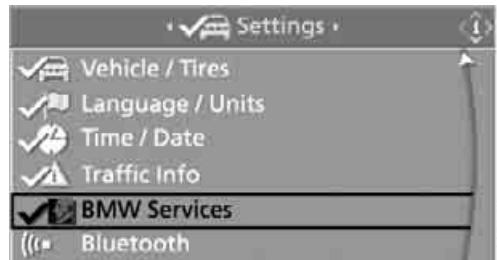 Settings
Vehicle / Tires
Language / Units
Time / Date
Traffic Info
BMW Services
Bluetooth